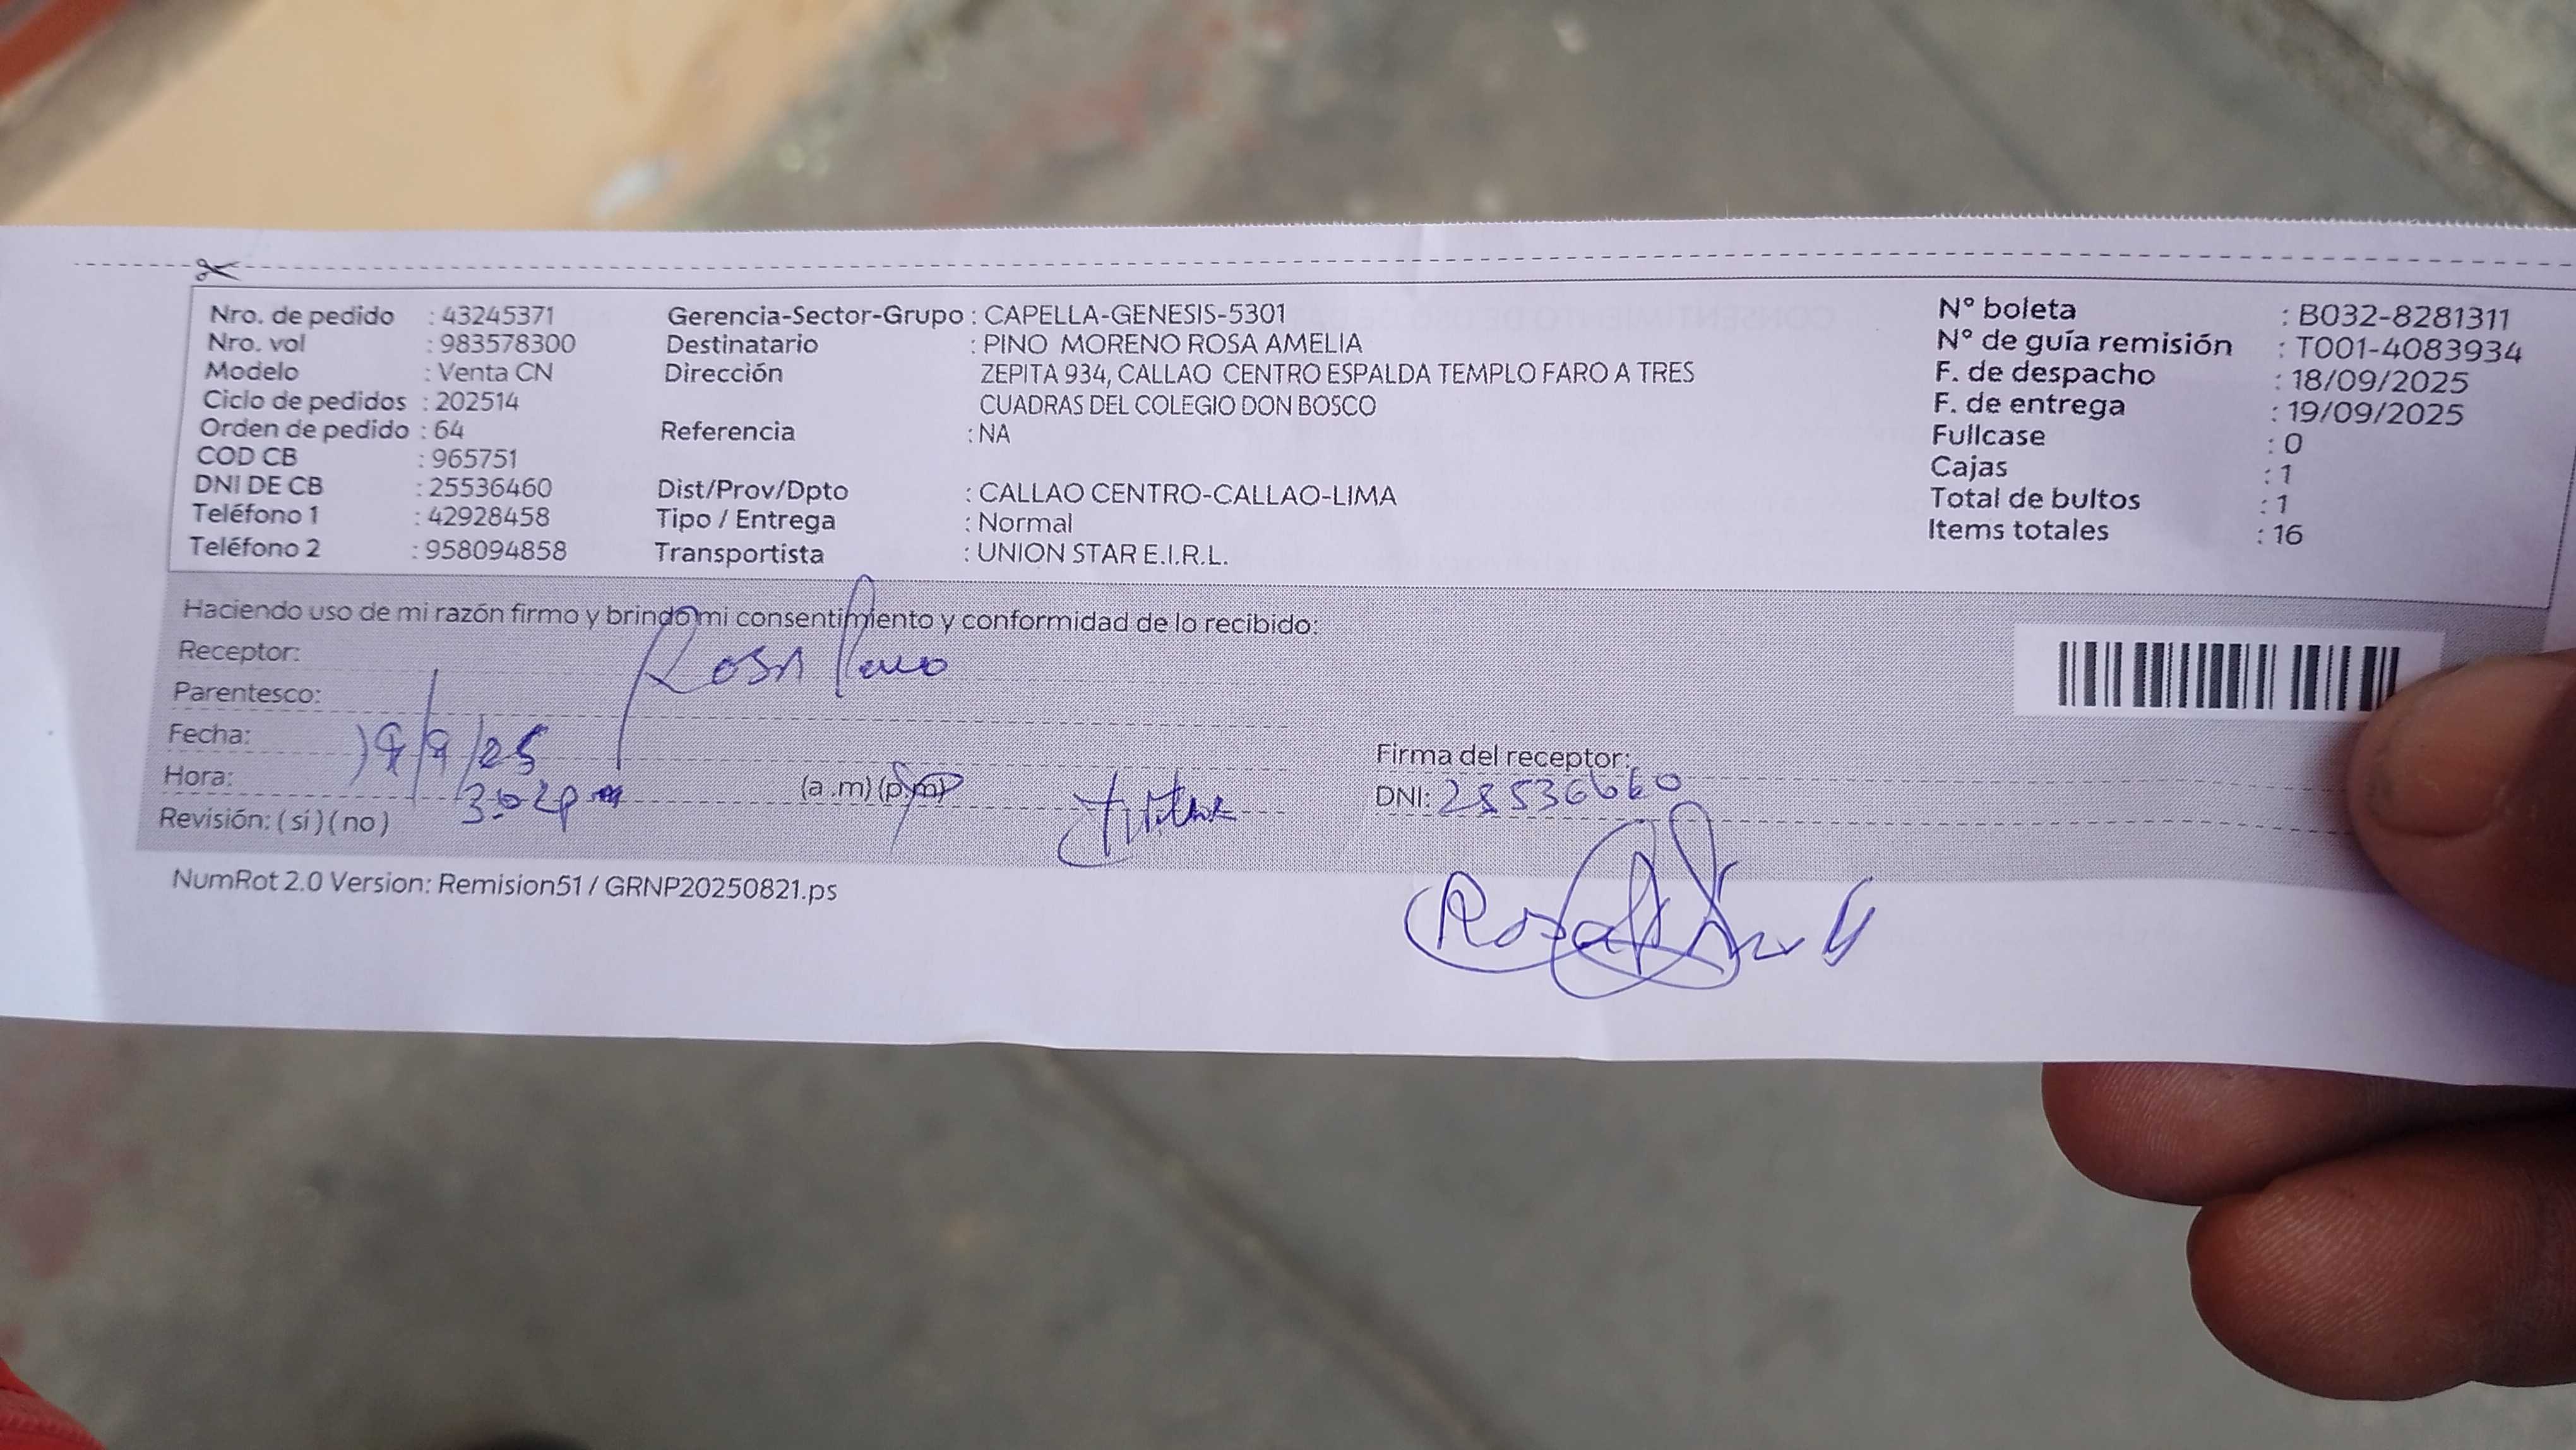 Nro. de pedido : 43245371 Gerencia-Sector-Grupo : CAPELLA-GENESIS-5301 N° boleta : B032-8281311
Nro. vol : 983578300 Destinatario : PINO MORENO ROSA AMELIA N° de guía remisión : T001-4083934
Modelo : Venta CN Dirección ZEPITA 934, CALLAO CENTRO ESPALDA TEMPLO FARO A TRES F. de despacho : 18/09/2025
Ciclo de pedidos : 202514 CUADRAS DEL COLEGIO DON BOSCO F. de entrega : 19/09/2025
Orden de pedido : 64 Referencia : NA Fullcase : 0
COD CB : 965751 Cajas : 1
DNI DE CB : 25536460 Dist/Prov/Dpto : CALLAO CENTRO-CALLAO-LIMA Total de bultos : 1
Teléfono 1 : 42928458 Tipo / Entrega : Normal Items totales : 16
Teléfono 2 : 958094858 Transportista : UNION STAR E.I.R.L.
Haciendo uso de mi razón firmo y brindo mi consentimiento y conformidad de lo recibido:
Receptor: Rosa
Parentesco:
Fecha: 19/9/25 Firma del receptor:
Hora: 3:02pm (a.m) (p.m) Titular DNI: 25536460
Revisión: ( si ) ( no )
NumRot 2.0 Version: Remision51 / GRNP20250821.ps
Rosa